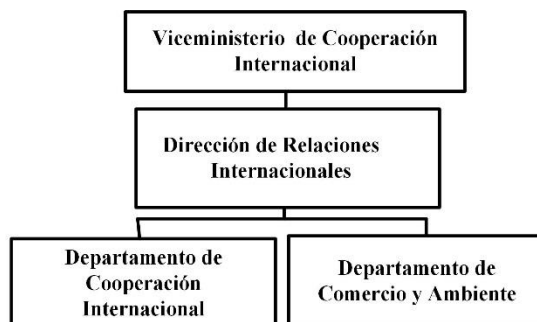 Viceministerio de Cooperación
Internacional
Dirección de Relaciones
Internacionales
Departamento de
Cooperación
Internacional
Departamento de
Comercio y Ambiente